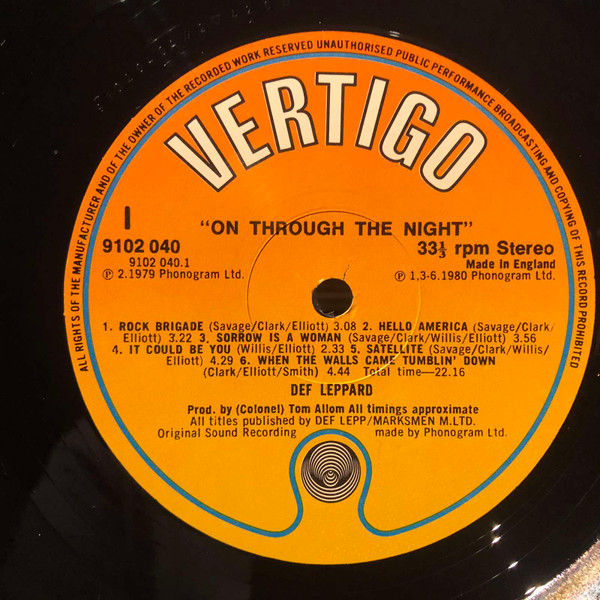 ALL RIGHTS OF THE MANUFACTURER AND OF THE OWNER OF THE RECORDED WORK RESERVED UNAUTHORISED PUBLIC PERFORMANCE BROADCASTING AND COPYING OF THIS RECORD PROHIBITED
VERTIGO
I
"ON THROUGH THE NIGHT"
9102 040
33⅓ rpm Stereo
9102 040.1
Made in England
℗ 2.1979 Phonogram Ltd.
℗ 1,3-6.1980 Phonogram Ltd.
1. ROCK BRIGADE (Savage/Clark/Elliott) 3.08 2. HELLO AMERICA (Savage/Clark/
Elliott) 3.22 3. SORROW IS A WOMAN (Savage/Clark/Willis/Elliott) 3.56
4. IT COULD BE YOU (Willis/Elliott) 2.33 5. SATELLITE (Savage/Clark/Willis/
Elliott) 4.29 6. WHEN THE WALLS CAME TUMBLIN' DOWN
(Clark/Elliott/Smith) 4.44 Total time—22.16
DEF LEPPARD
Prod. by (Colonel) Tom Allom All timings approximate
All titles published by DEF LEPP/MARKSMEN M.LTD.
Original Sound Recording made by Phonogram Ltd.